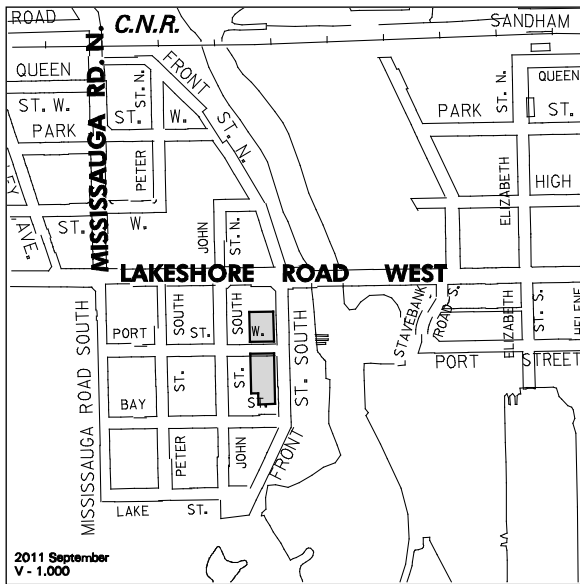 ROAD
C.N.R.
SANDHAM
QUEEN
ST. W.
FRONT ST. N.
MISSISSAUGA RD. N.
ST. N.
ST. W.
PARK
PETER
QUEEN
PARK ST.
ST. N.
HIGH
ELIZABETH
AVE.
ST. W.
JOHN
ST. N.
LAKESHORE ROAD WEST
MISSISSAUGA ROAD SOUTH
PORT ST. W.
SOUTH
SOUTH
ST. SOUTH
STAVEBANK
ROAD S.
ELIZABETH
ST. S.
HELENE
PORT STREET
ST.
ST.
BAY ST.
PETER
JOHN
FRONT
LAKE ST.
2011 September
V - 1.000